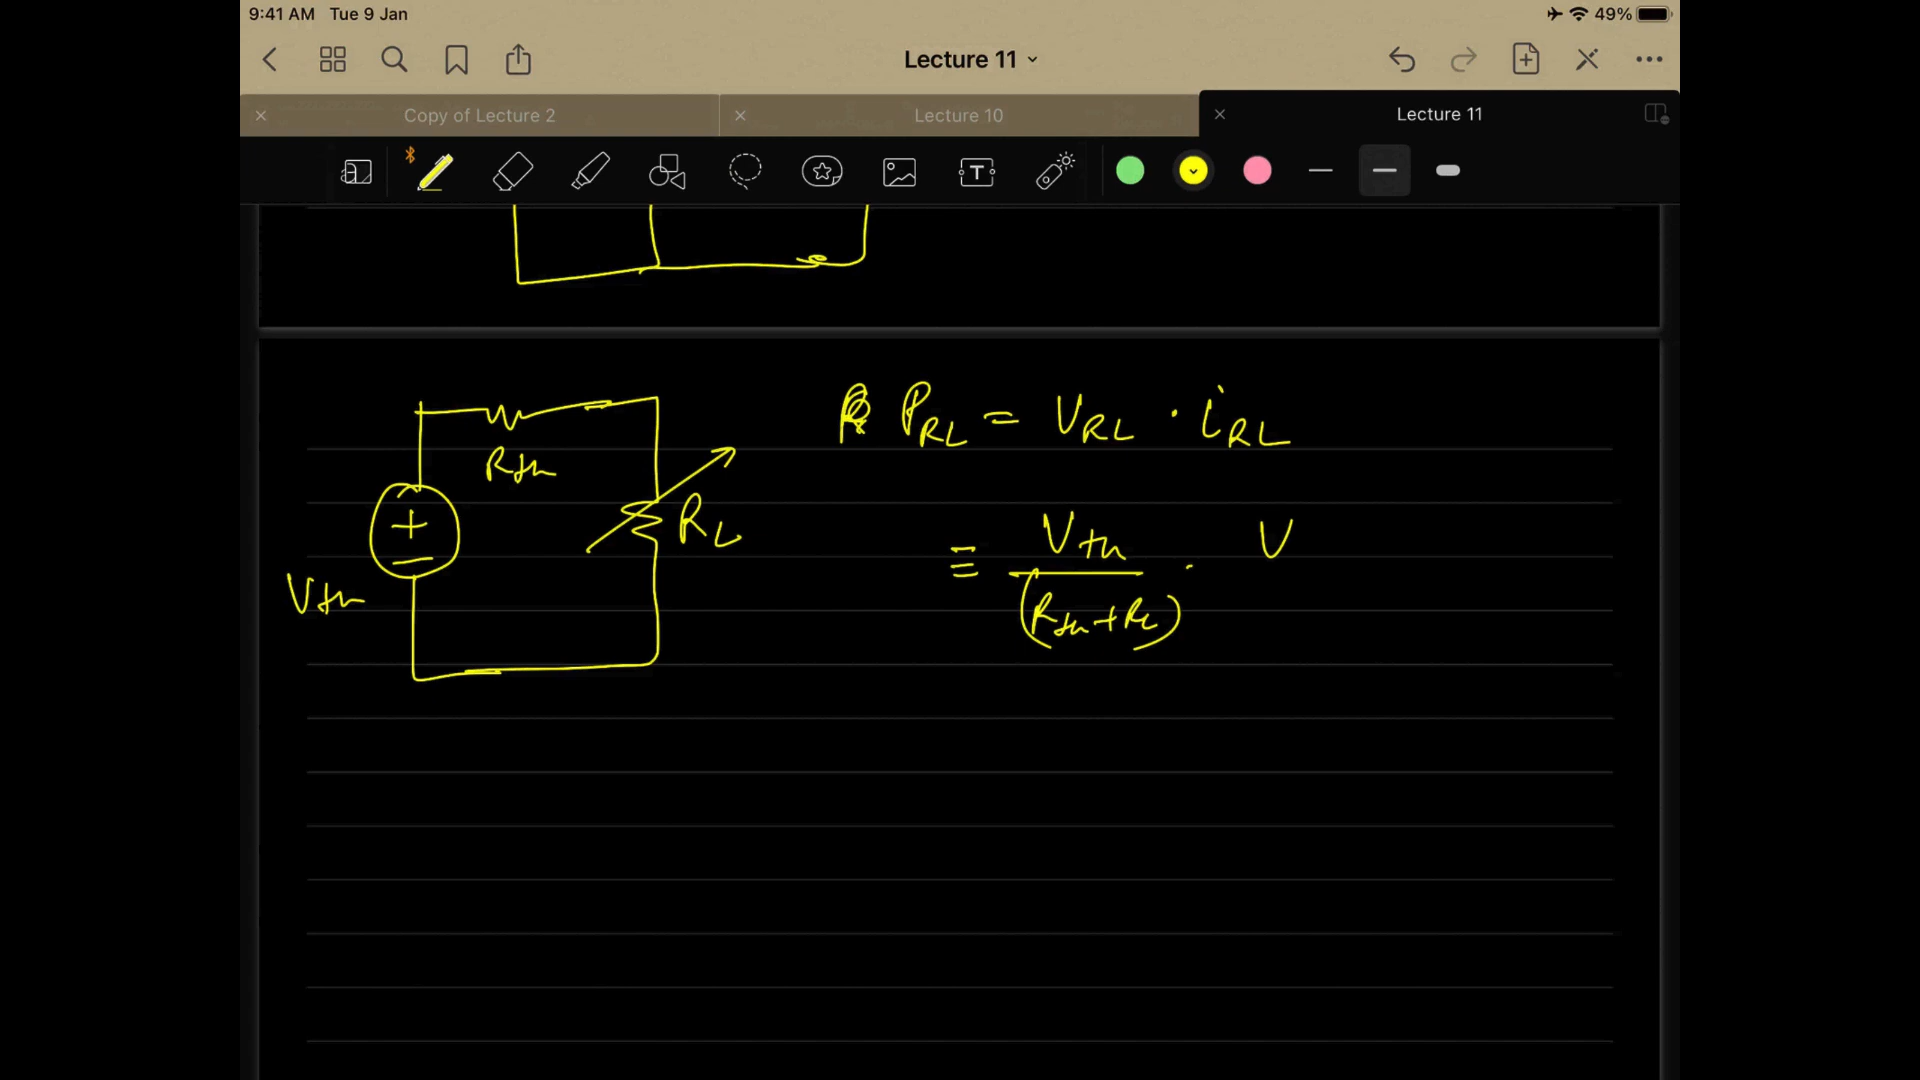 9:41 AM Tue 9 Jan
49%
Lecture 11
Copy of Lecture 2
Lecture 10
Lecture 11
T
Rth
+
−
Vth
RL
P_RL = V_RL · i_RL
≡ Vth / (Rth + RL) · V